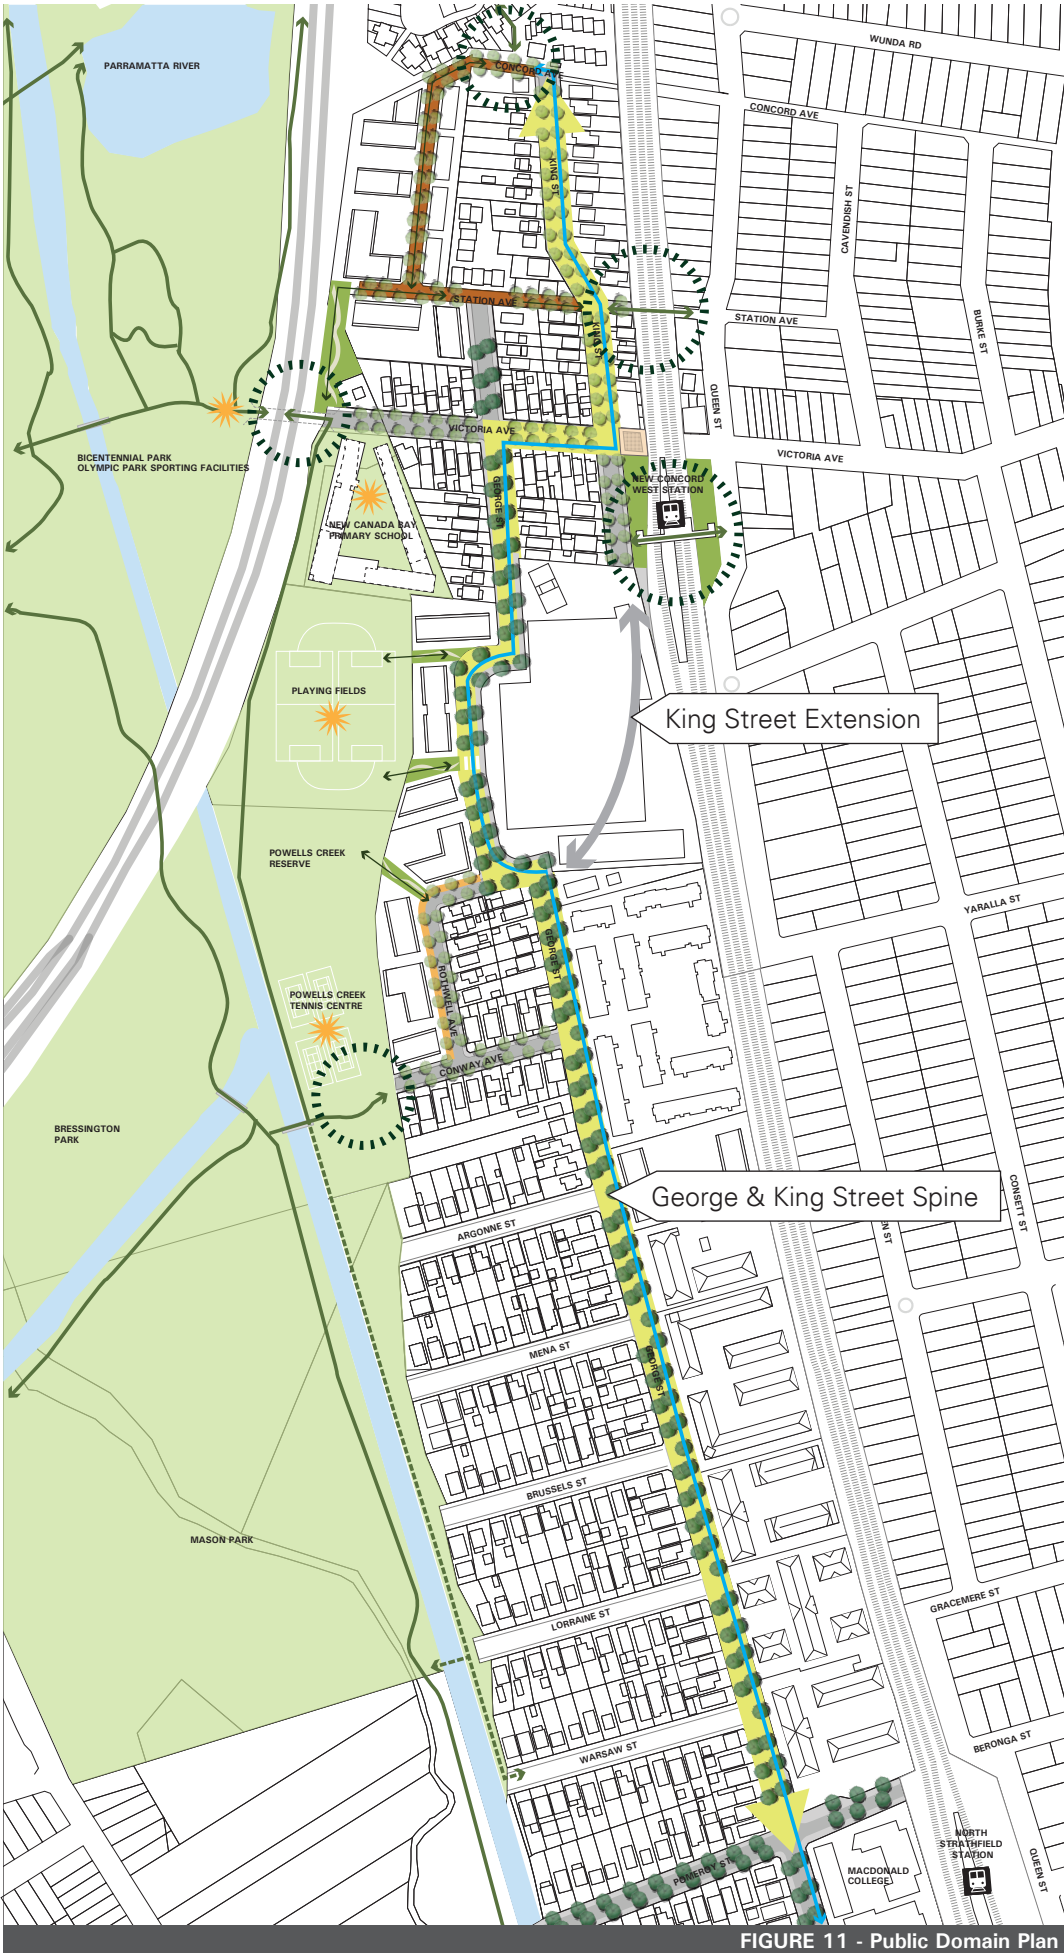 WUNDA RD
PARRAMATTA RIVER
CONCORD AVE
CONCORD AVE
KING ST
CAVENDISH ST
STATION AVE
STATION AVE
KING ST
BURKE ST
QUEEN ST
VICTORIA AVE
VICTORIA AVE
BICENTENNIAL PARK
OLYMPIC PARK SPORTING FACILITIES
GEORGE ST
NEW CONCORD
WEST STATION
NEW CANADA BAY
PRIMARY SCHOOL
PLAYING FIELDS
King Street Extension
POWELLS CREEK
RESERVE
YARALLA ST
GEORGE ST
ROTHWELL AVE
POWELLS CREEK
TENNIS CENTRE
CONWAY AVE
BRESSINGTON
PARK
George & King Street Spine
CONSETT ST
EN ST
ARGONNE ST
MENA ST
GEORGE ST
BRUSSELS ST
MASON PARK
GRACEMERE ST
LORRAINE ST
BERONGA ST
WARSAW ST
NORTH
STRATHFIELD
STATION
QUEEN ST
MACDONALD
COLLEGE
POMEROY ST
FIGURE 11 - Public Domain Plan